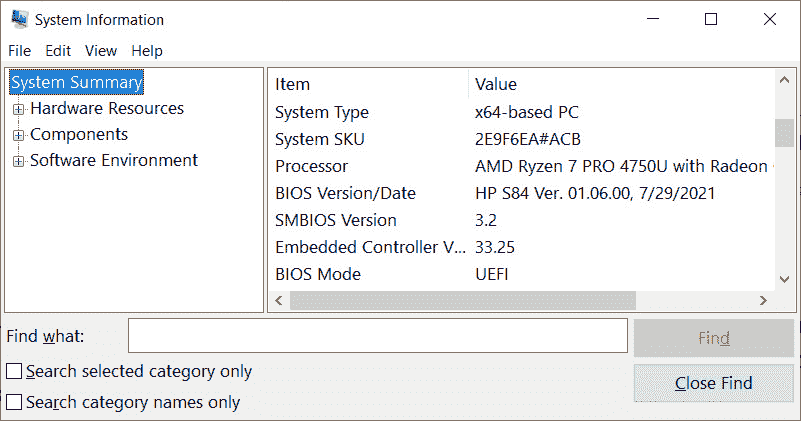 System Information
File Edit View Help
System Summary
Hardware Resources
Components
Software Environment
Item Value
System Type x64-based PC
System SKU 2E9F6EA#ACB
Processor AMD Ryzen 7 PRO 4750U with Radeon
BIOS Version/Date HP S84 Ver. 01.06.00, 7/29/2021
SMBIOS Version 3.2
Embedded Controller V... 33.25
BIOS Mode UEFI
Find what:
Find
Search selected category only
Close Find
Search category names only